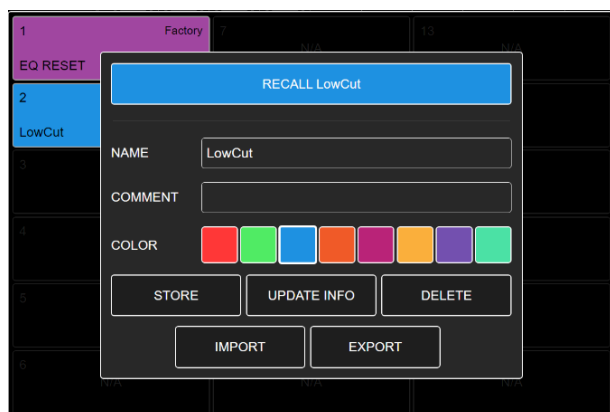 1 Factory
7
13
N/A
N/A
EQ RESET
RECALL LowCut
2
LowCut
NAME LowCut
3
COMMENT
4
COLOR
5
STORE UPDATE INFO DELETE
IMPORT EXPORT
6
N/A
N/A
N/A